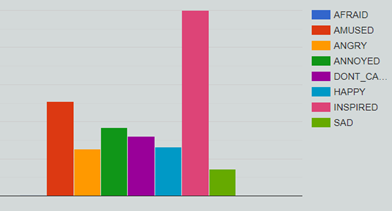 AFRAID
AMUSED
ANGRY
ANNOYED
DONT_CA...
HAPPY
INSPIRED
SAD